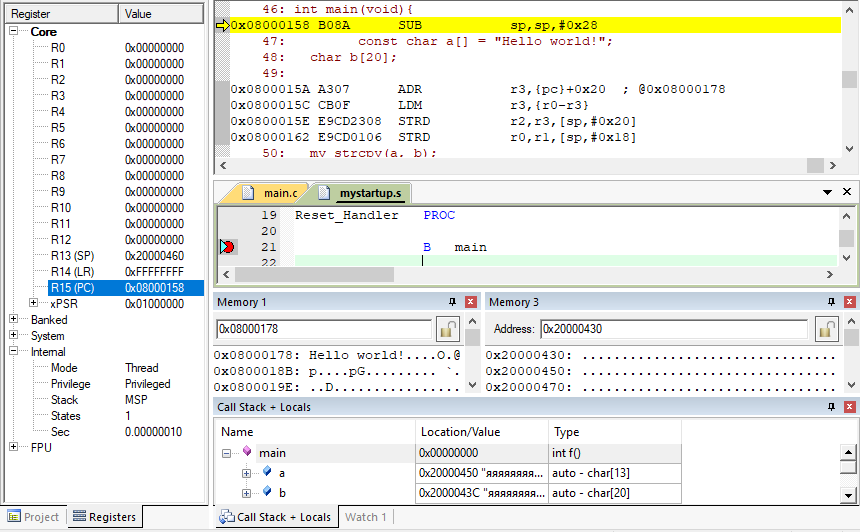 Register Value
Core
R0 0x00000000
R1 0x00000000
R2 0x00000000
R3 0x00000000
R4 0x00000000
R5 0x00000000
R6 0x00000000
R7 0x00000000
R8 0x00000000
R9 0x00000000
R10 0x00000000
R11 0x00000000
R12 0x00000000
R13 (SP) 0x20000460
R14 (LR) 0xFFFFFFFF
R15 (PC) 0x08000158
xPSR 0x01000000
Banked
System
Internal
Mode Thread
Privilege Privileged
Stack MSP
States 1
Sec 0.00000010
FPU
Project Registers
46: int main(void){
0x08000158 B08A SUB sp,sp,#0x28
47: const char a[] = "Hello world!";
48: char b[20];
49:
0x0800015A A307 ADR r3,{pc}+0x20 ; @0x08000178
0x0800015C CB0F LDM r3,{r0-r3}
0x0800015E E9CD2308 STRD r2,r3,[sp,#0x20]
0x08000162 E9CD0106 STRD r0,r1,[sp,#0x18]
50: my strcpy(a, b);
main.c mystartup.s
19 Reset_Handler PROC
20
21 B main
22
Memory 1
0x08000178
0x08000178: Hello world!....O.@
0x0800018B: p....pG......... `.
0x0800019E: ..D................
Memory 3
Address: 0x20000430
0x20000430: ................................
0x20000450: ................................
0x20000470: ................................
Call Stack + Locals
Name Location/Value Type
main 0x00000000 int f()
a 0x20000450 "яяяяяяяя... auto - char[13]
b 0x2000043C "яяяяяяяя... auto - char[20]
Call Stack + Locals Watch 1